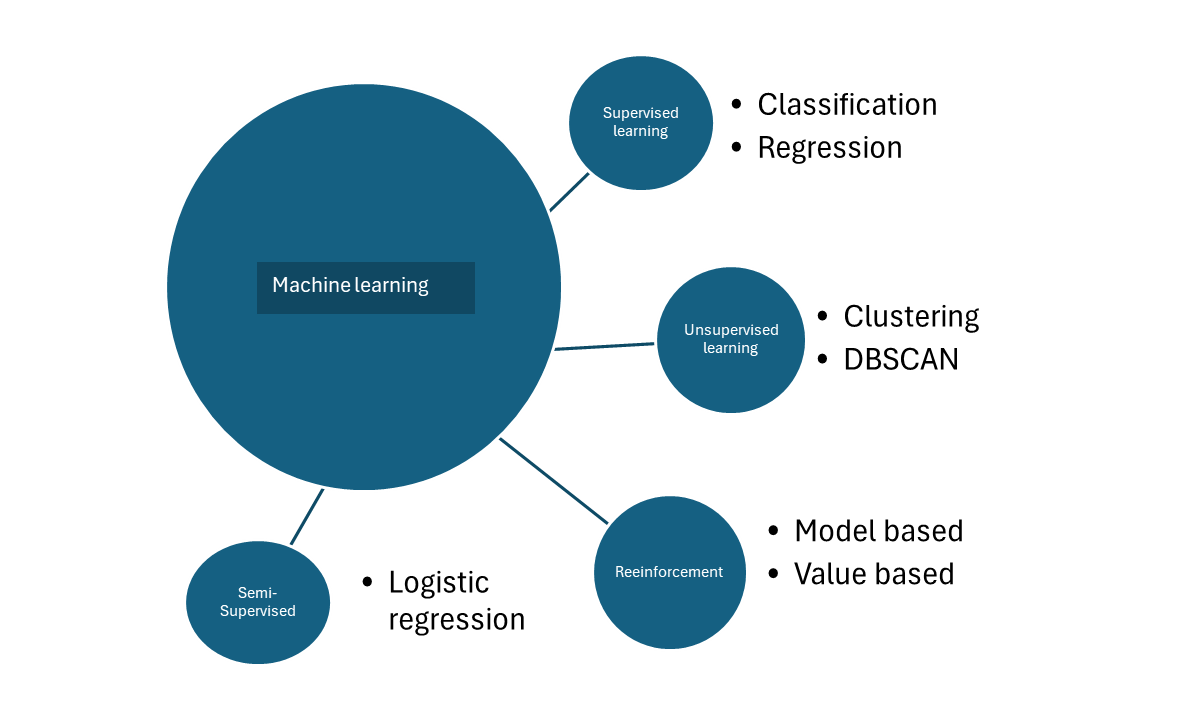 Machine learning
Supervised
learning
• Classification
• Regression
Unsupervised
learning
• Clustering
• DBSCAN
Reeinforcement
• Model based
• Value based
Semi-
Supervised
• Logistic
regression